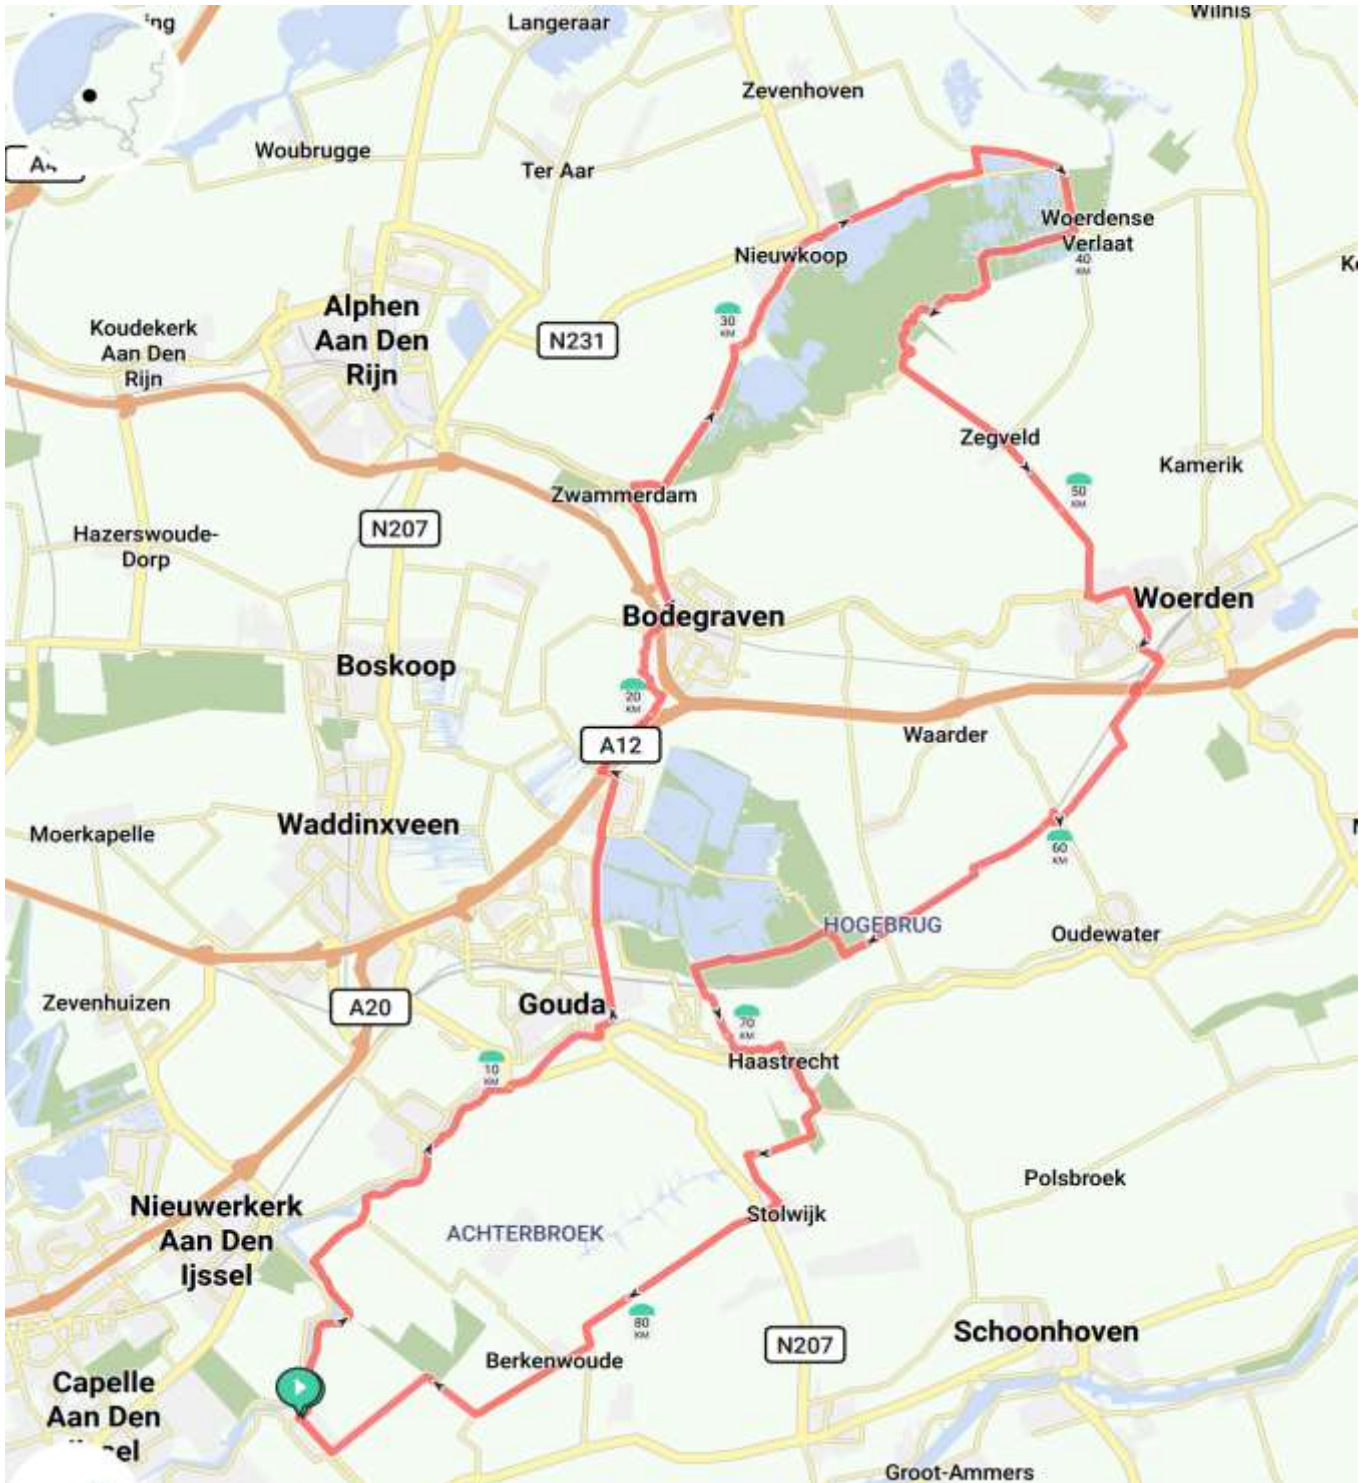 ing
Langeraar
Wilnis
Zevenhoven
Woubrugge
Ter Aar
Woerdense
Verlaat
40
KM
Nieuwkoop
Alphen
Aan Den
Rijn
30
KM
Koudekerk
Aan Den
Rijn
N231
Zegveld
Kamerik
50
KM
Zwammerdam
N207
Hazerswoude-
Dorp
Bodegraven
Woerden
Boskoop
20
KM
A12
Waarder
Waddinxveen
Moerkapelle
60
KM
HOGEBRUG
Oudewater
Zevenhuizen
A20
Gouda
70
KM
Haastrecht
10
KM
Polsbroek
Nieuwerkerk
Aan Den
Ijssel
Stolwijk
ACHTERBROEK
80
KM
Schoonhoven
N207
Berkenwoude
Capelle
Aan Den
sel
Groot-Ammers